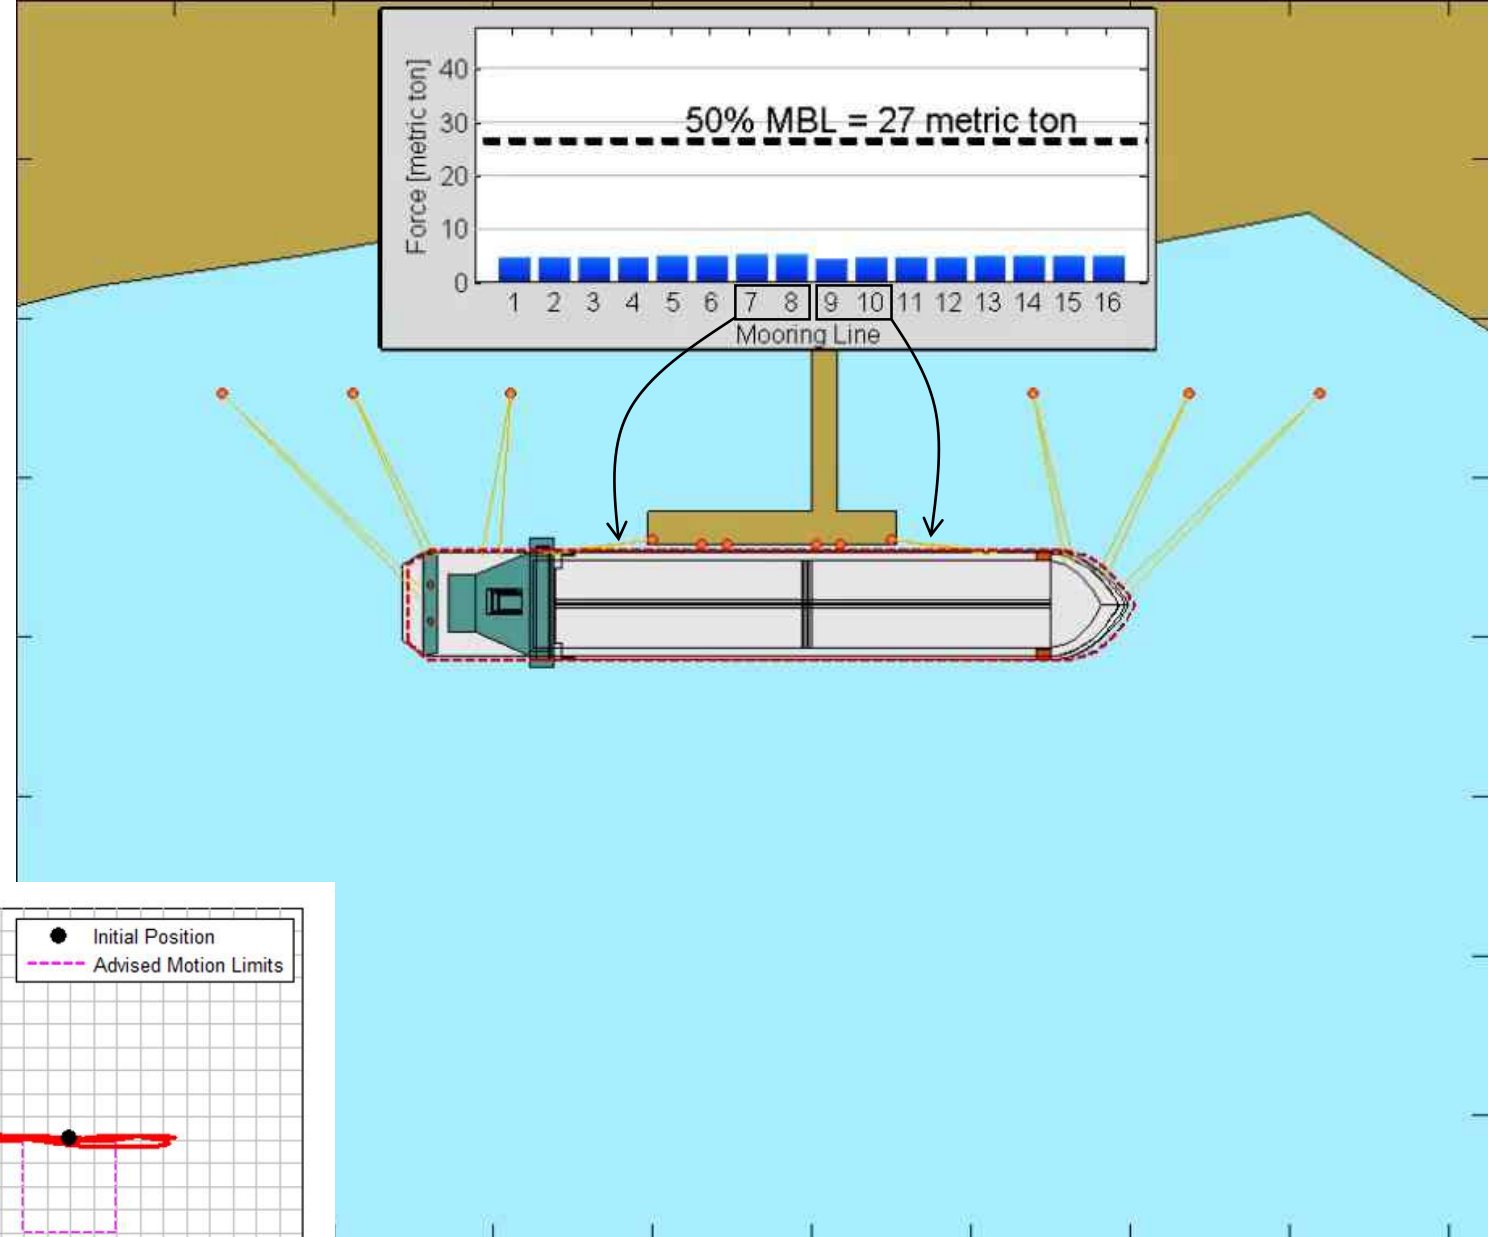 50% MBL = 27 metric ton
Force [metric ton]
40
30
20
10
0
1 2 3 4 5 6 7 8 9 10 11 12 13 14 15 16
Mooring Line
Initial Position
Advised Motion Limits